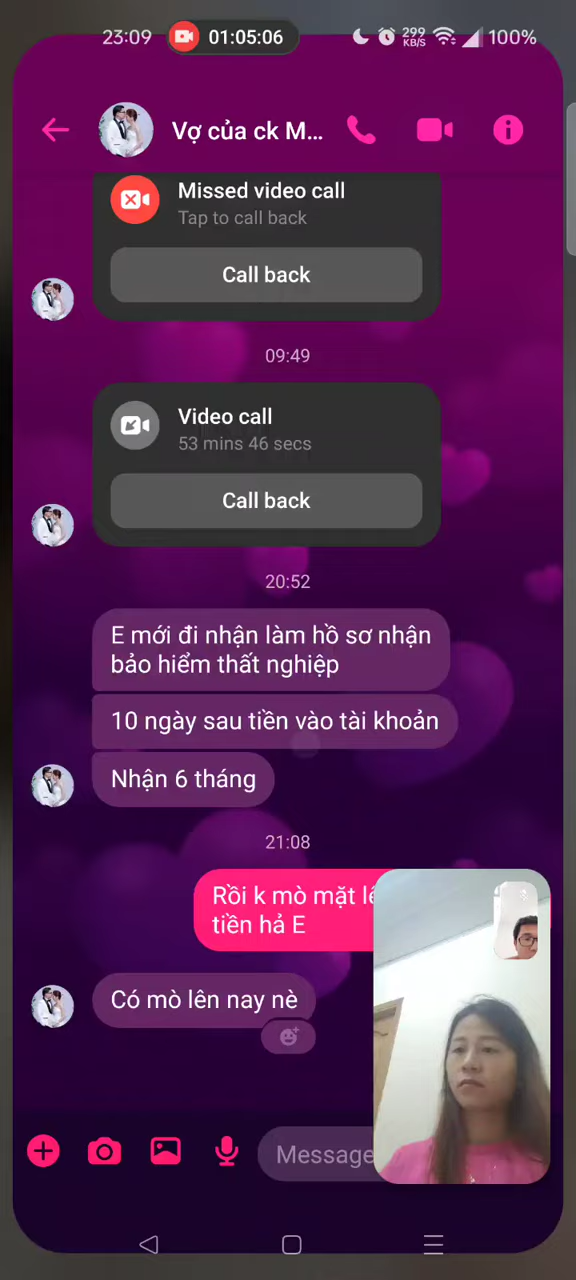 23:09 01:05:06 299 KB/S 100%
Vợ của ck M...
Missed video call
Tap to call back
Call back
09:49
Video call
53 mins 46 secs
Call back
20:52
E mới đi nhận làm hồ sơ nhận
bảo hiểm thất nghiệp
10 ngày sau tiền vào tài khoản
Nhận 6 tháng
21:08
Rồi k mò mặt
tiền hả E
Có mò lên nay nè
Message